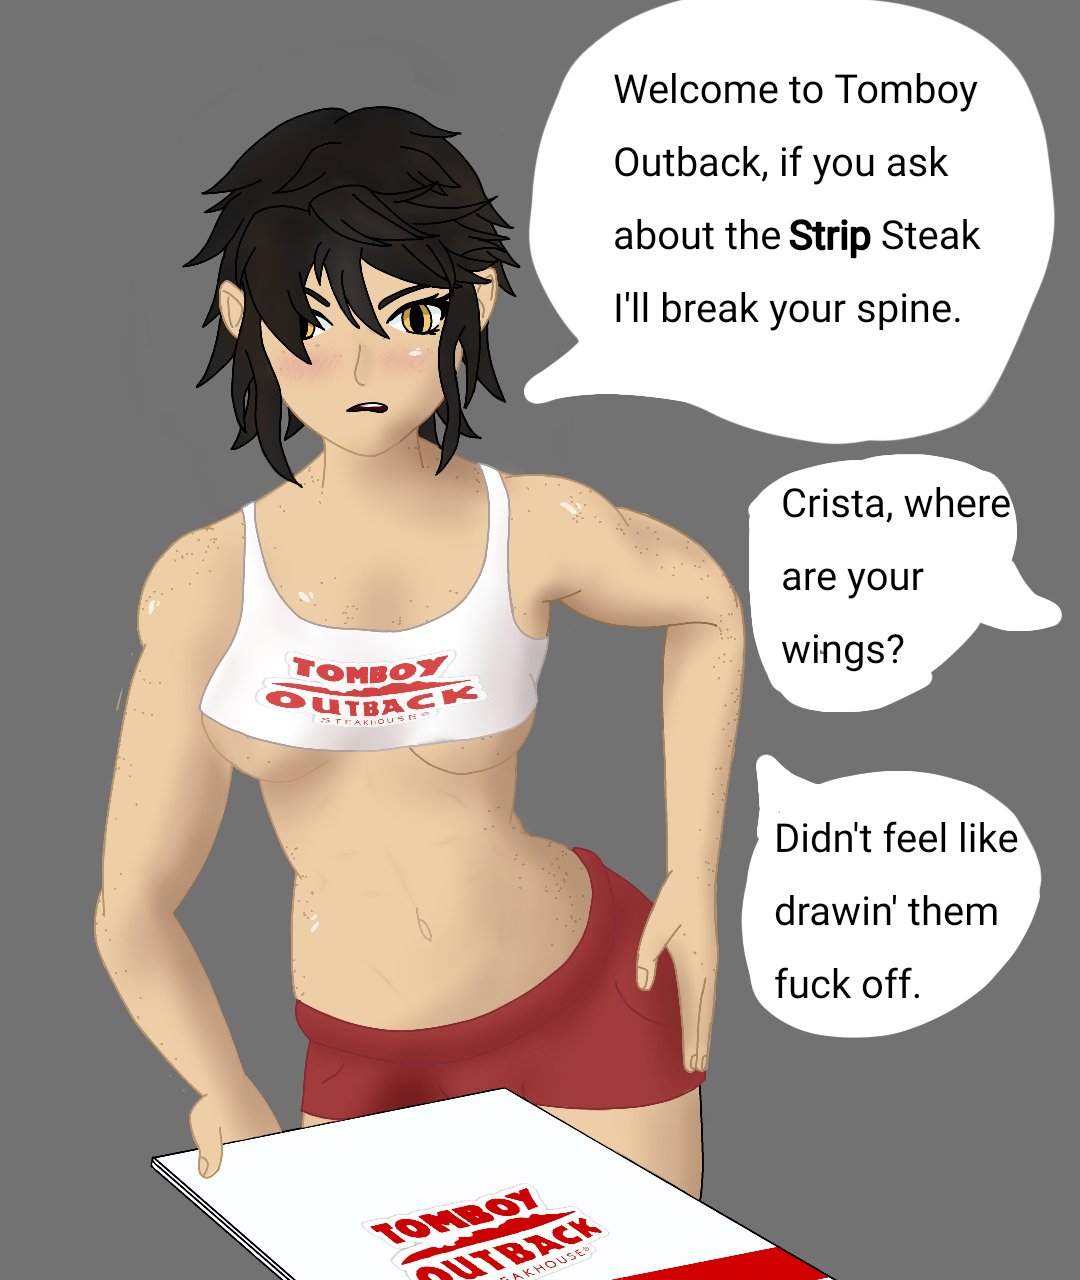 Welcome to Tomboy
Outback, if you ask
about the Strip Steak
I'll break your spine.
Crista, where
are your
wings?
Didn't feel like
drawin' them
fuck off.
TOMBOY
OUTBACK
STEAKHOUSE®
TOMBOY
OUTBACK
STEAKHOUSE®